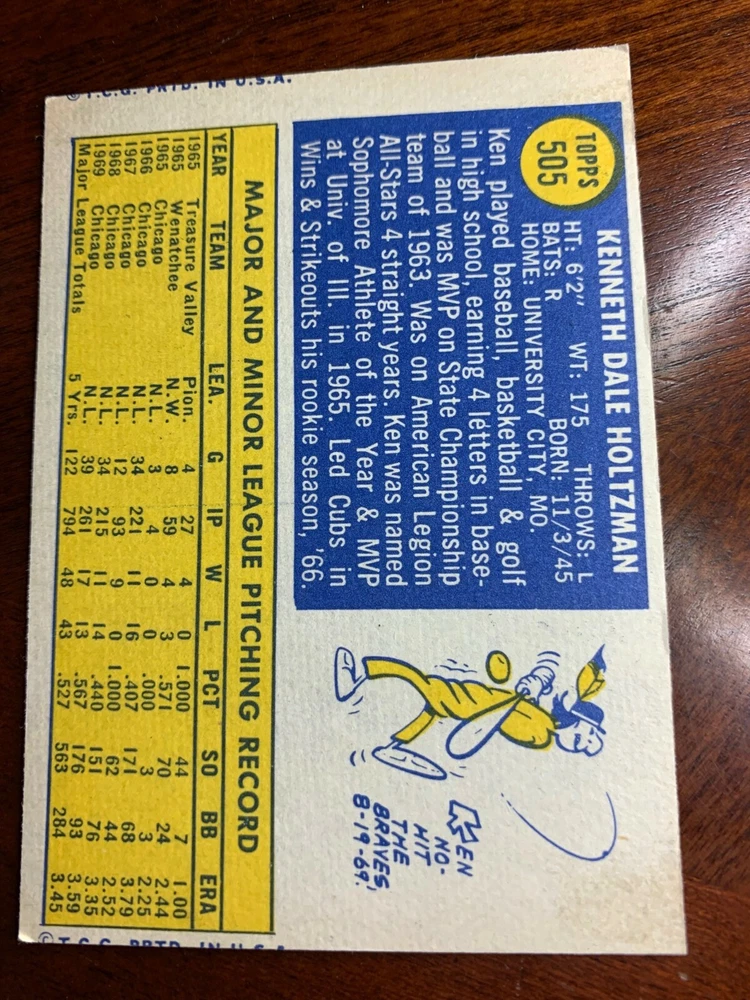 © T.C.G. PRTD. IN U.S.A.
TOPPS
505
KENNETH DALE HOLTZMAN
HT: 6'2" WT: 175 THROWS: L
BATS: R BORN: 11/3/45
HOME: UNIVERSITY CITY, MO.
Ken played baseball, basketball, & golf
in high school, earning 4 letters in base-
ball and was MVP on State Championship
team of 1963. Was on American Legion
All-Stars 4 straight years. Ken was named
Sophomore Athlete of the Year & MVP
at Univ. of Ill. in 1965. Led Cubs in
Wins & Strikeouts his rookie season, '66.
KEN
NO-
HIT
THE
BRAVES,
8-19-69!
MAJOR AND MINOR LEAGUE PITCHING RECORD
YEAR TEAM LEA. G IP W L PCT SO BB ERA
1965 Treasure Valley Pion. 4 27 4 0 1.000 44 7 1.00
1965 Wenatchee N.W. 8 59 4 3 .571 70 24 2.44
1965 Chicago N.L. 3 4 0 0 .000 3 3 2.25
1966 Chicago N.L. 34 221 11 16 .407 171 68 3.79
1967 Chicago N.L. 12 93 9 0 1.000 62 44 2.52
1968 Chicago N.L. 34 215 11 14 .440 151 76 3.35
1969 Chicago N.L. 39 261 17 13 .567 176 93 3.59
Major League Totals 5 Yrs. 122 794 48 43 .527 563 284 3.45
© T.C.G. PRTD. IN U.S.A.